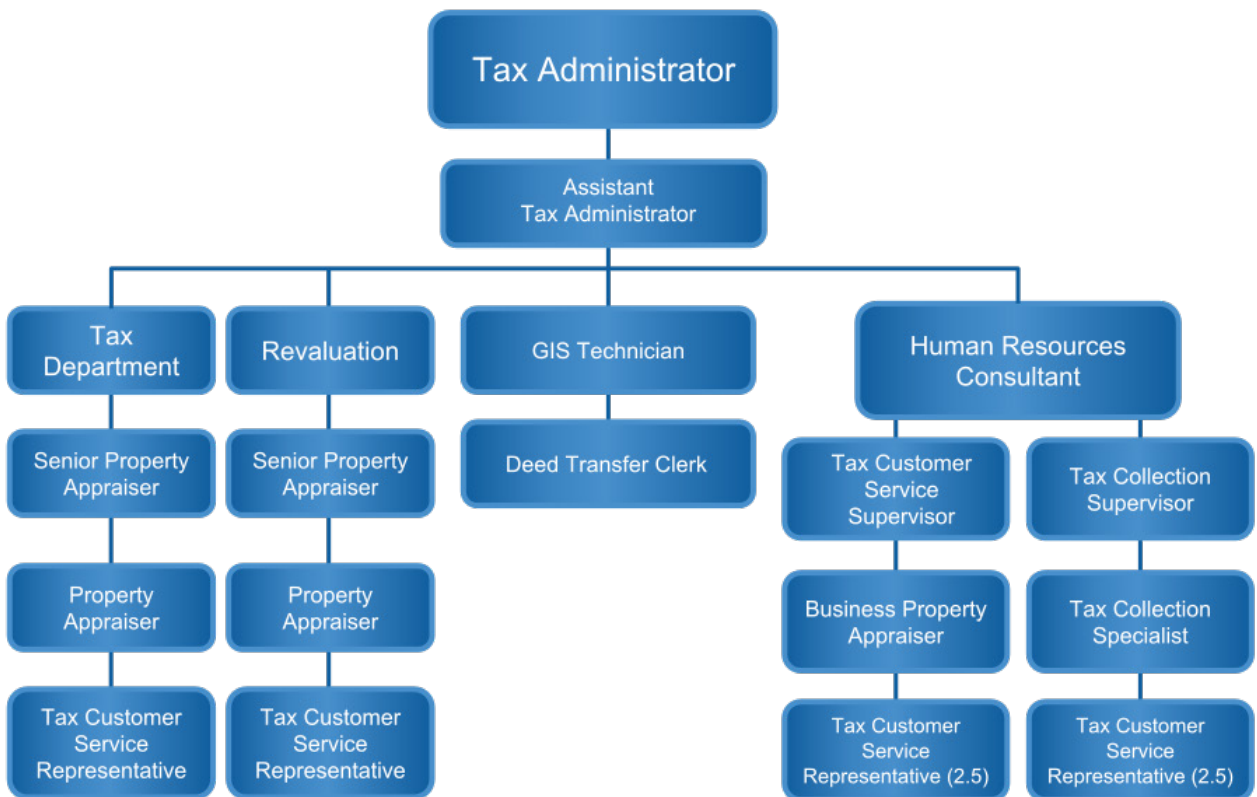 Tax Administrator
Assistant
Tax Administrator
Tax
Department
Revaluation
GIS Technician
Human Resources
Consultant
Senior Property
Appraiser
Senior Property
Appraiser
Deed Transfer Clerk
Tax Customer
Service
Supervisor
Tax Collection
Supervisor
Property
Appraiser
Property
Appraiser
Business Property
Appraiser
Tax Collection
Specialist
Tax Customer
Service
Representative
Tax Customer
Service
Representative
Tax Customer
Service
Representative (2.5)
Tax Customer
Service
Representative (2.5)